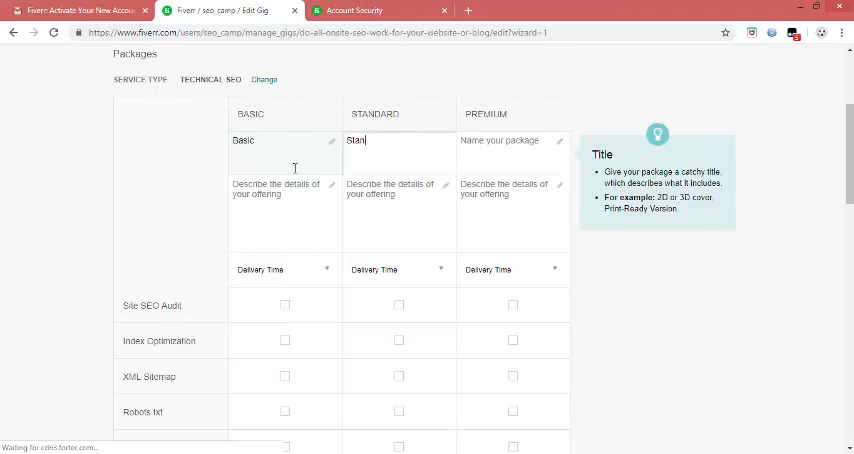 Fiverr: Activate Your New Accou
Fiverr / seo_camp / Edit Gig
Account Security
https://www.fiverr.com/users/seo_camp/manage_gigs/do-all-onsite-seo-work-for-your-website-or-blog/edit?wizard=1
Packages
SERVICE TYPE TECHNICAL SEO Change
BASIC STANDARD PREMIUM
Basic Stan Name your package
Describe the details of your offering Describe the details of your offering Describe the details of your offering
Delivery Time Delivery Time Delivery Time
Site SEO Audit
Index Optimization
XML Sitemap
Robots.txt
Title
Give your package a catchy title,
which describes what it includes.
For example: 2D or 3D cover,
Print-Ready Version
Waiting for cdn3.forter.com...